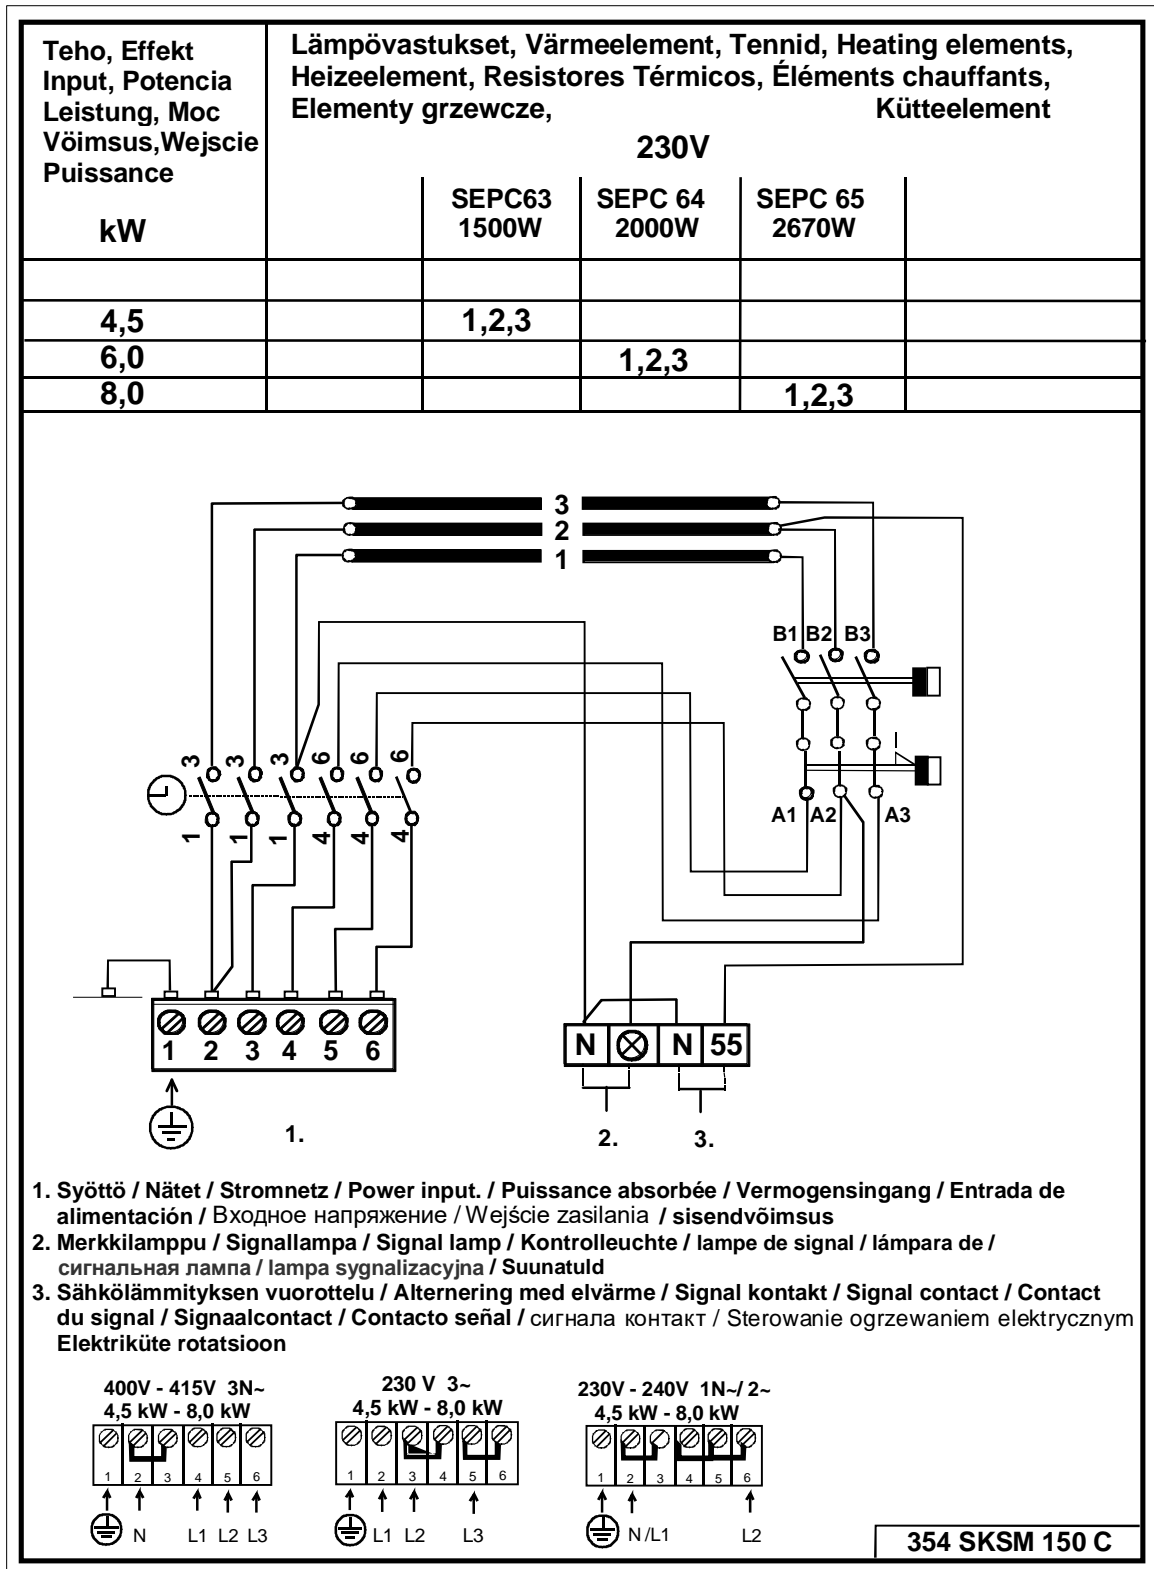 Teho, Effekt
Input, Potencia
Leistung, Moc
Vöimsus,Wejscie
Puissance
kW
Lämpövastukset, Värmeelement, Tennid, Heating elements,
Heizeelement, Resistores Térmicos, Éléments chauffants,
Elementy grzewcze, Kütteelement
230V
SEPC63 SEPC 64 SEPC 65
1500W 2000W 2670W
4,5 1,2,3
6,0 1,2,3
8,0 1,2,3
3
2
1
B1 B2 B3
3 3 3 6 6 6
1 1 1 4 4 4
A1 A2 A3
1 2 3 4 5 6
N N 55
1. 2. 3.
1. Syöttö / Nätet / Stromnetz / Power input. / Puissance absorbée / Vermogensingang / Entrada de
alimentación / Входное напряжение / Wejście zasilania / sisendvõimsus
2. Merkkilamppu / Signallampa / Signal lamp / Kontrolleuchte / lampe de signal / lámpara de /
сигнальная лампа / lampa sygnalizacyjna / Suunatuld
3. Sähkölämmityksen vuorottelu / Alternering med elvärme / Signal kontakt / Signal contact / Contact
du signal / Signaalcontact / Contacto señal / сигнала контакт / Sterowanie ogrzewaniem elektrycznym
Elektriküte rotatsioon
400V - 415V 3N~
4,5 kW - 8,0 kW
1 2 3 4 5 6
N L1 L2 L3
230 V 3~
4,5 kW - 8,0 kW
1 2 3 4 5 6
L1 L2 L3
230V - 240V 1N~/ 2~
4,5 kW - 8,0 kW
1 2 3 4 5 6
N /L1 L2
354 SKSM 150 C